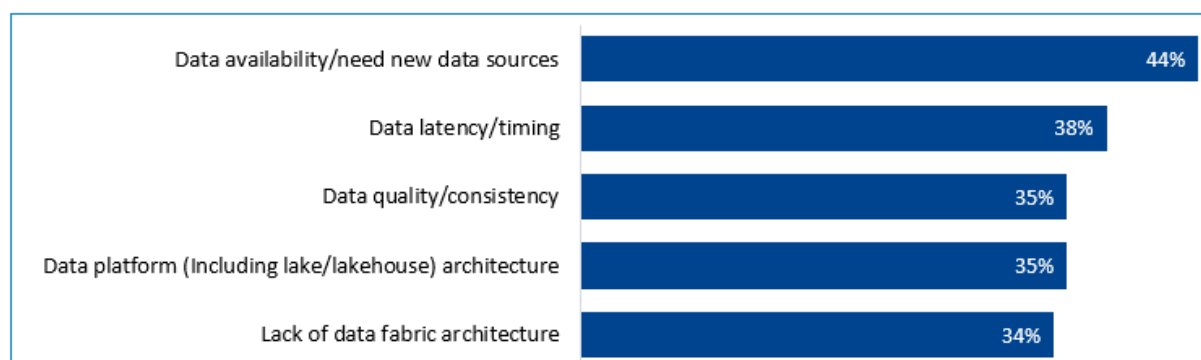 Data availability/need new data sources 44%
Data latency/timing 38%
Data quality/consistency 35%
Data platform (Including lake/lakehouse) architecture 35%
Lack of data fabric architecture 34%